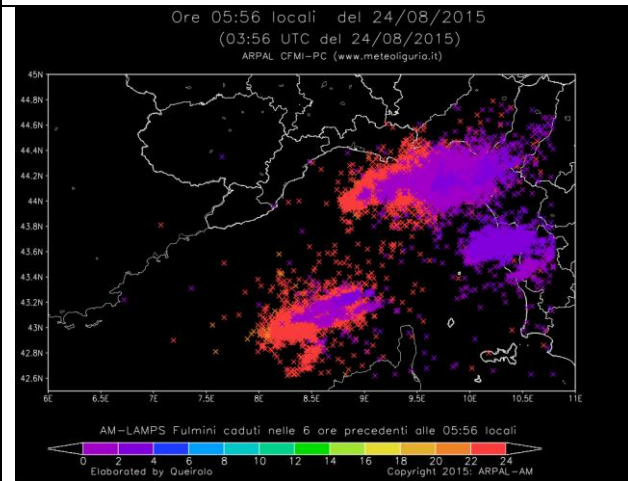 Ore 05:56 locali del 24/08/2015
(03:56 UTC del 24/08/2015)
ARPAL CFMI-PC (www.meteoliguria.it)
45N
44.8N
44.6N
44.4N
44.2N
44N
43.8N
43.6N
43.4N
43.2N
43N
42.8N
42.6N
6E 6.5E 7E 7.5E 8E 8.5E 9E 9.5E 10E 10.5E 11E
AM-LAMPS Fulmini caduti nelle 6 ore precedenti alle 05:56 locali
0 2 4 6 8 10 12 14 16 18 20 22 24
Elaborated by Queirolo Copyright 2015: ARPAL-AM